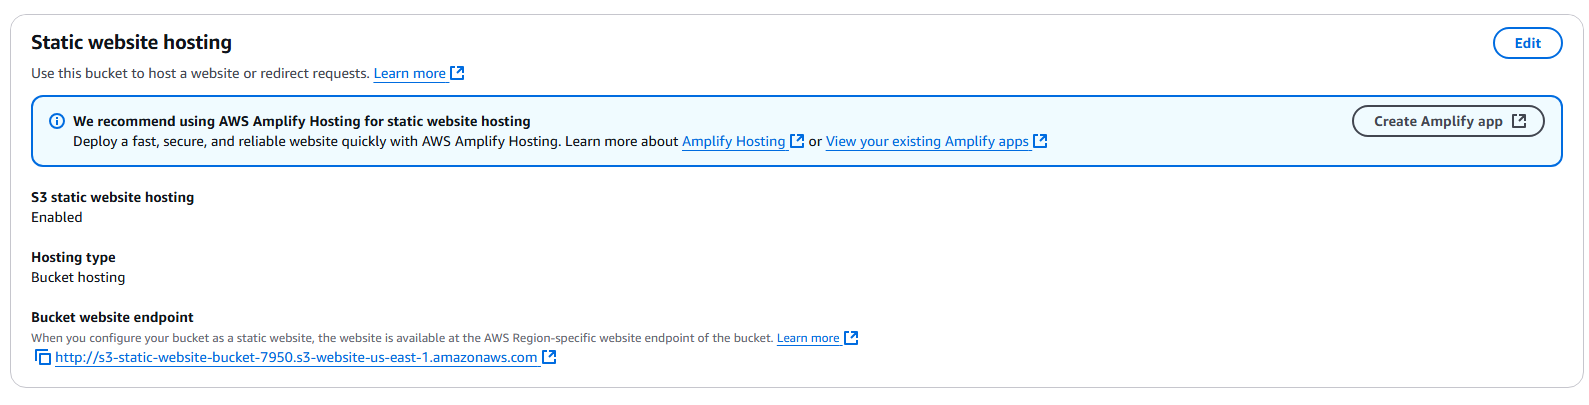 Static website hosting
Edit
Use this bucket to host a website or redirect requests. Learn more
We recommend using AWS Amplify Hosting for static website hosting
Create Amplify app
Deploy a fast, secure, and reliable website quickly with AWS Amplify Hosting. Learn more about Amplify Hosting or View your existing Amplify apps
S3 static website hosting
Enabled
Hosting type
Bucket hosting
Bucket website endpoint
When you configure your bucket as a static website, the website is available at the AWS Region-specific website endpoint of the bucket. Learn more
http://s3-static-website-bucket-7950.s3-website-us-east-1.amazonaws.com